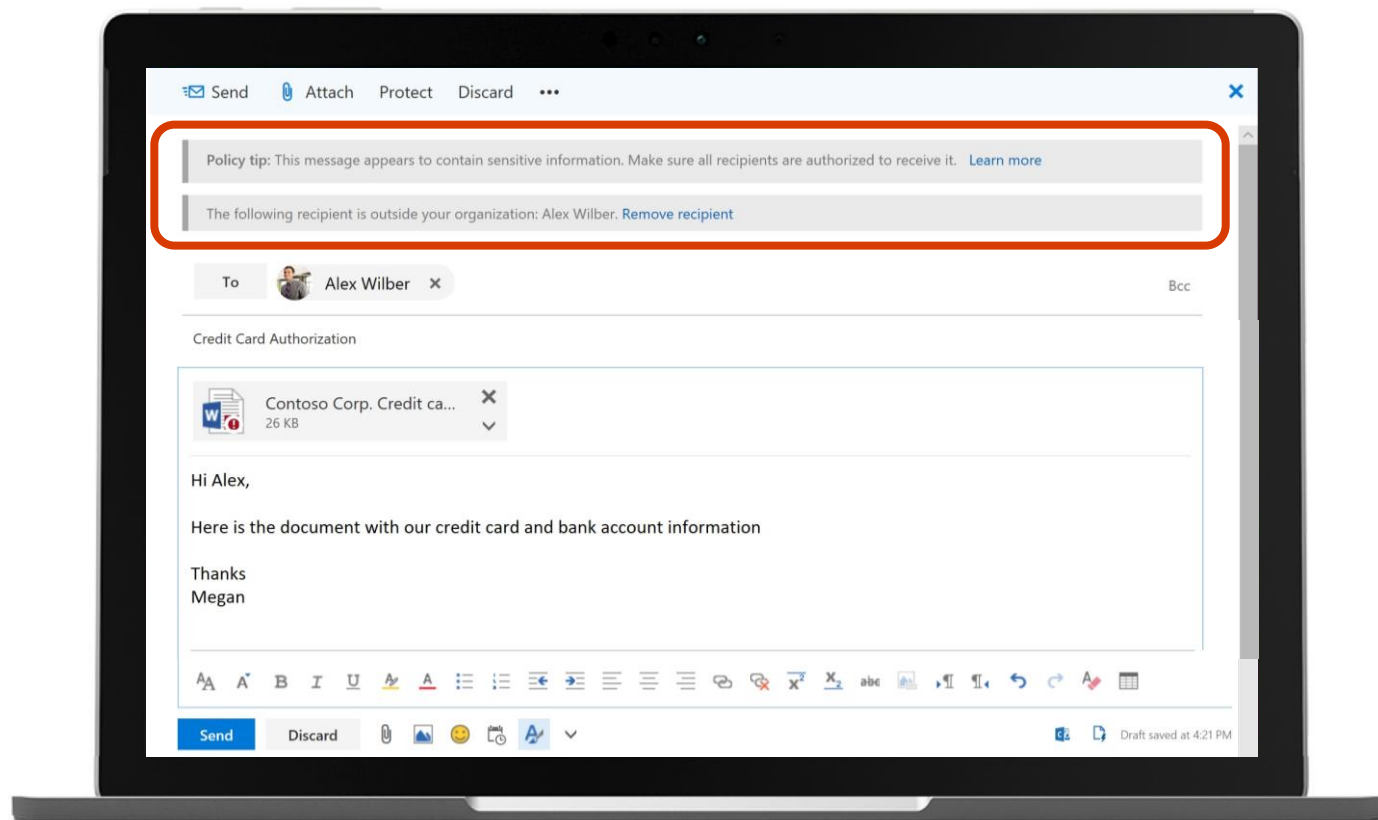 Send Attach Protect Discard •••
Policy tip: This message appears to contain sensitive information. Make sure all recipients are authorized to receive it. Learn more
The following recipient is outside your organization: Alex Wilber. Remove recipient
To Alex Wilber Bcc
Credit Card Authorization
Contoso Corp. Credit ca...
26 KB
Hi Alex,
Here is the document with our credit card and bank account information
Thanks
Megan
Send Discard Draft saved at 4:21 PM